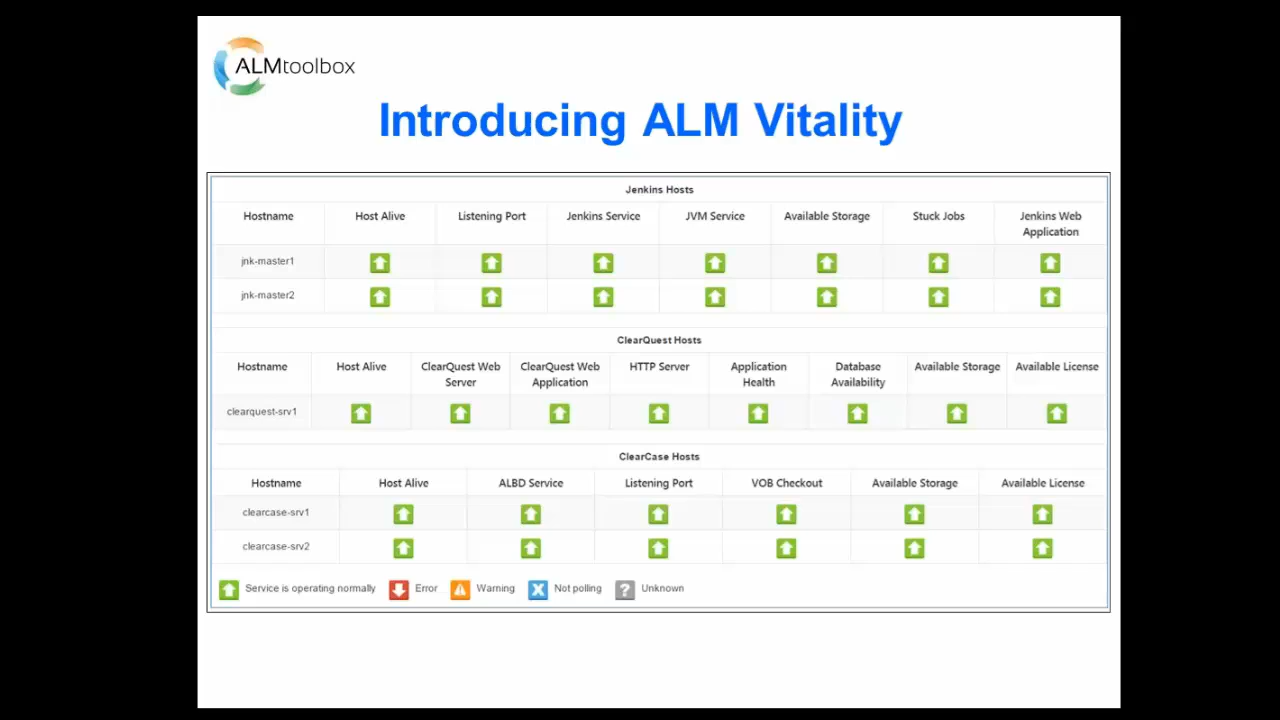 ALMtoolbox
Introducing ALM Vitality
Jenkins Hosts
Hostname Host Alive Listening Port Jenkins Service JVM Service Available Storage Stuck Jobs Jenkins Web
Application
jnk-master1
jnk-master2
ClearQuest Hosts
Hostname Host Alive ClearQuest Web ClearQuest Web HTTP Server Application Database Available Storage Available License
Server Application Health Availability
clearquest-srv1
ClearCase Hosts
Hostname Host Alive ALBD Service Listening Port VOB Checkout Available Storage Available License
clearcase-srv1
clearcase-srv2
Service is operating normally Error Warning X Not polling ? Unknown